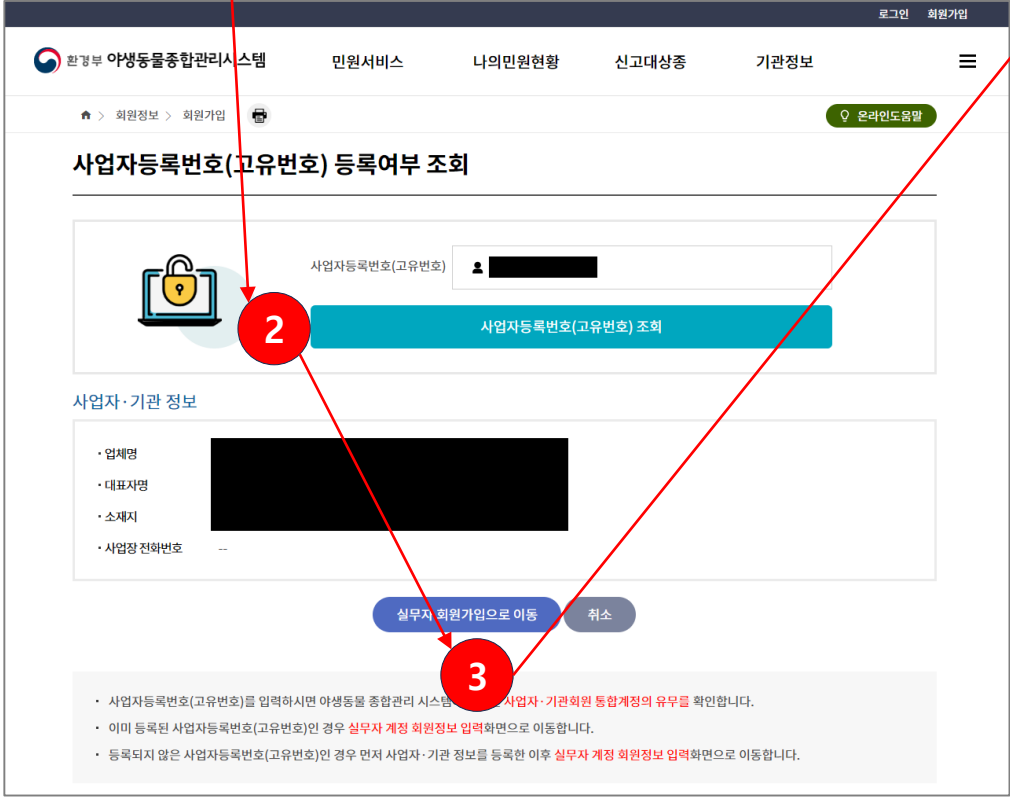 로그인 회원가입
환경부 야생동물종합관리시스템 민원서비스 나의민원현황 신고대상종 기관정보
회원정보 > 회원가입 온라인도움말
사업자등록번호(고유번호) 등록여부 조회
사업자등록번호(고유번호)
2 사업자등록번호(고유번호) 조회
사업자·기관 정보
· 업체명
· 대표자명
· 소재지
· 사업장 전화번호 --
실무자 회원가입으로 이동 취소
3
· 사업자등록번호(고유번호)를 입력하시면 야생동물 종합관리 시스템 사업자·기관회원 통합계정의 유무를 확인합니다.
· 이미 등록된 사업자등록번호(고유번호)인 경우 실무자 계정 회원정보 입력화면으로 이동합니다.
· 등록되지 않은 사업자등록번호(고유번호)인 경우 먼저 사업자·기관 정보를 등록한 이후 실무자 계정 회원정보 입력화면으로 이동합니다.